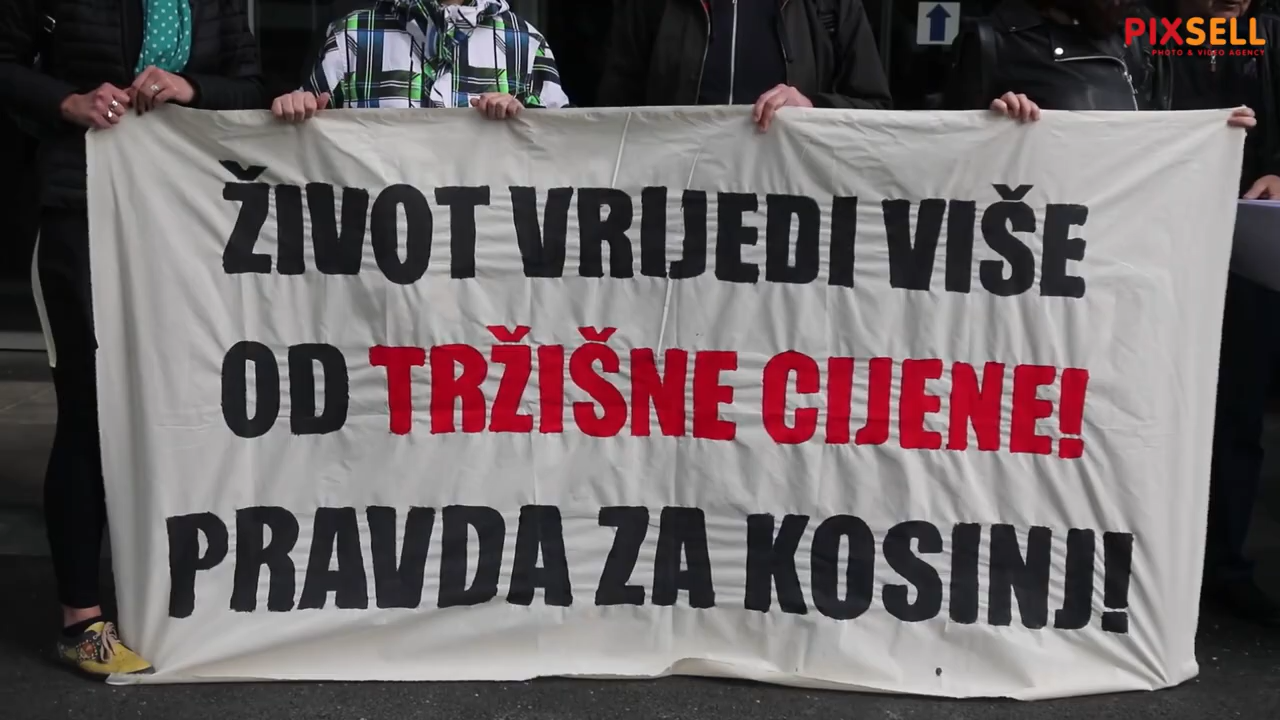 PIXSELL
PHOTO & VIDEO AGENCY
ŽIVOT VRIJEDI VIŠE
OD TRŽIŠNE CIJENE!
PRAVDA ZA KOSINJ!